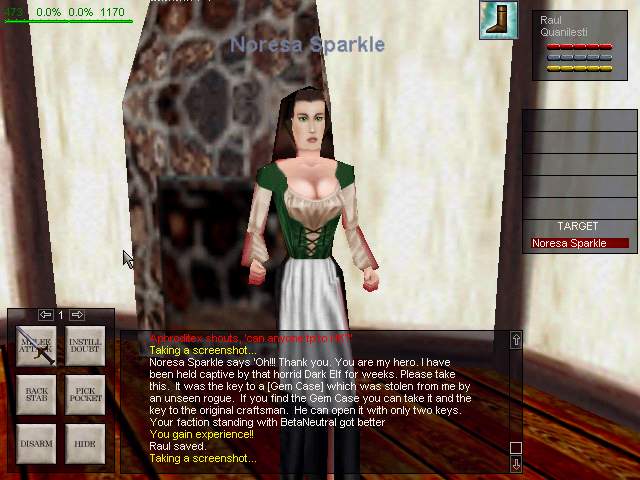 473 0.0% 0.0% 1170
Noresa Sparkle
Raul
Quanilesti
TARGET
Noresa Sparkle
1
MELEE ATTACK
INSTILL DOUBT
BACK STAB
PICK POCKET
DISARM
HIDE
Aphroditex shouts, 'can anyone tp to
Taking a screenshot...
Noresa Sparkle says 'Oh!!! Thank you. You are my hero. I have
been held captive by that horrid Dark Elf for weeks. Please take
this. It was the key to a [Gem Case] which was stolen from me by
an unseen rogue. If you find the Gem Case you can take it and the
key to the original craftsman. He can open it with only two keys.
Your faction standing with BetaNeutral got better
You gain experience!!
Raul saved.
Taking a screenshot...